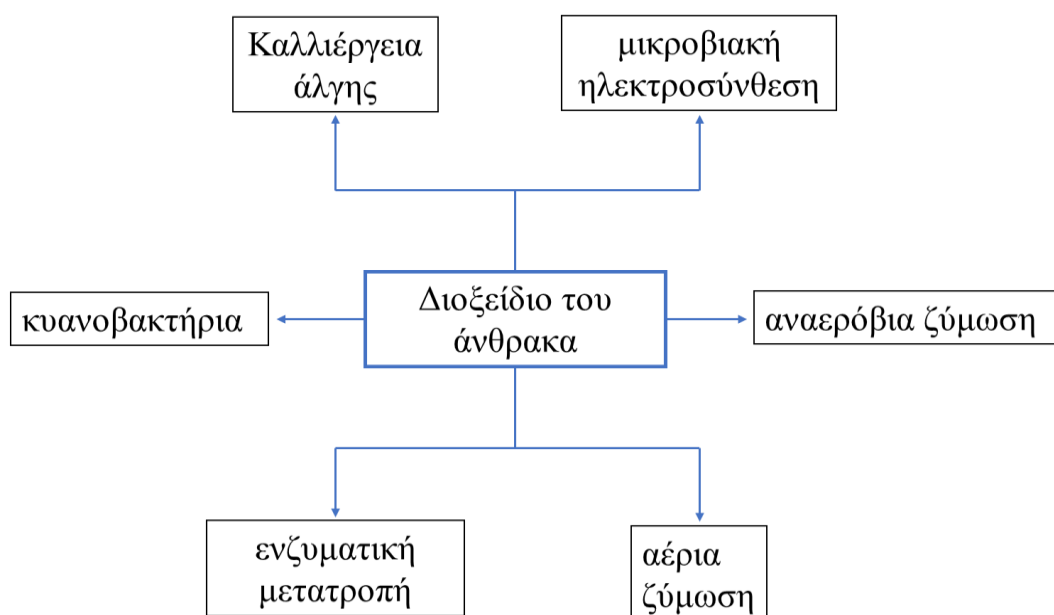 Καλλιέργεια
άλγης
μικροβιακή
ηλεκτροσύνθεση
κυανοβακτήρια
Διοξείδιο του
άνθρακα
αναερόβια ζύμωση
ενζυματική
μετατροπή
αέρια
ζύμωση